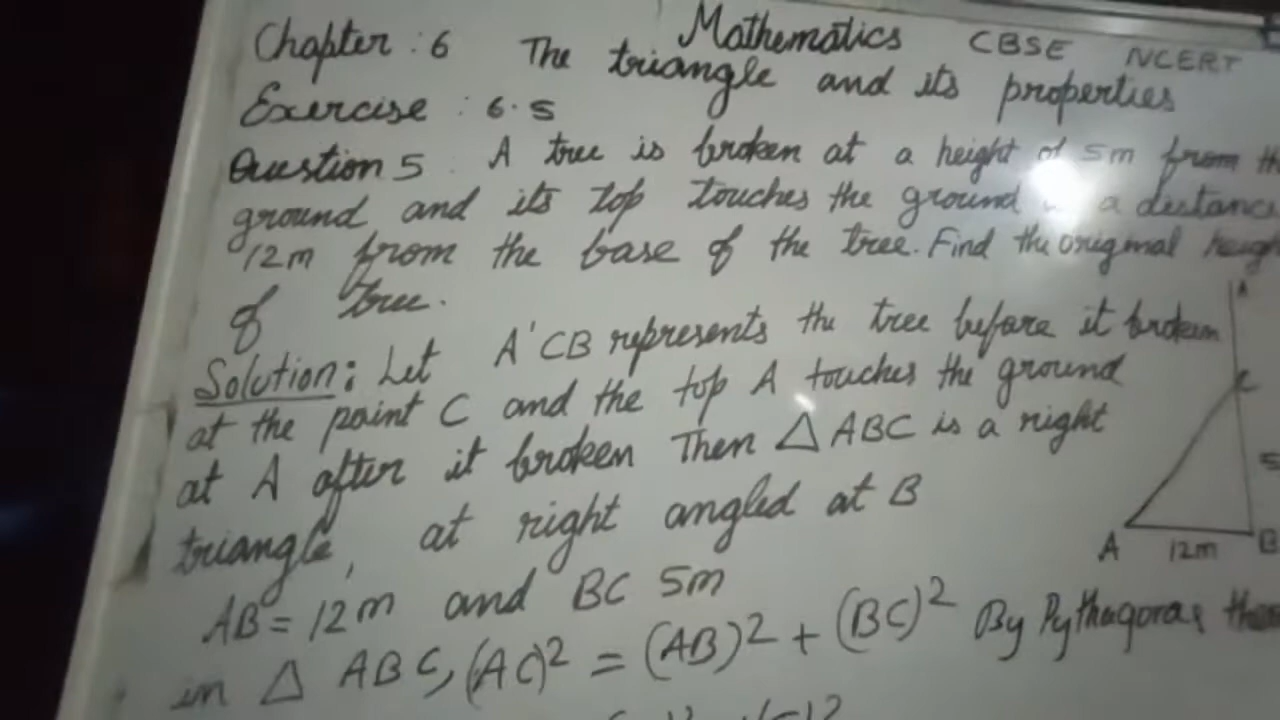 Mathematics CBSE NCERT
Chapter : 6 The triangle and its properties
Exercise : 6.5
Question 5. A tree is broken at a height of 5m from
ground and its top touches the ground a distance
12m from the base of the tree. Find the original
of tree.
Solution: Let A'CB represents the tree before it broken
at the point C and the top A touches the ground
at A after it broken Then △ ABC is a right
triangle, at right angled at B
AB = 12m and BC 5m
in △ ABC, (AC)² = (AB)² + (BC)² By Pythagoras
C
5
A 12m B